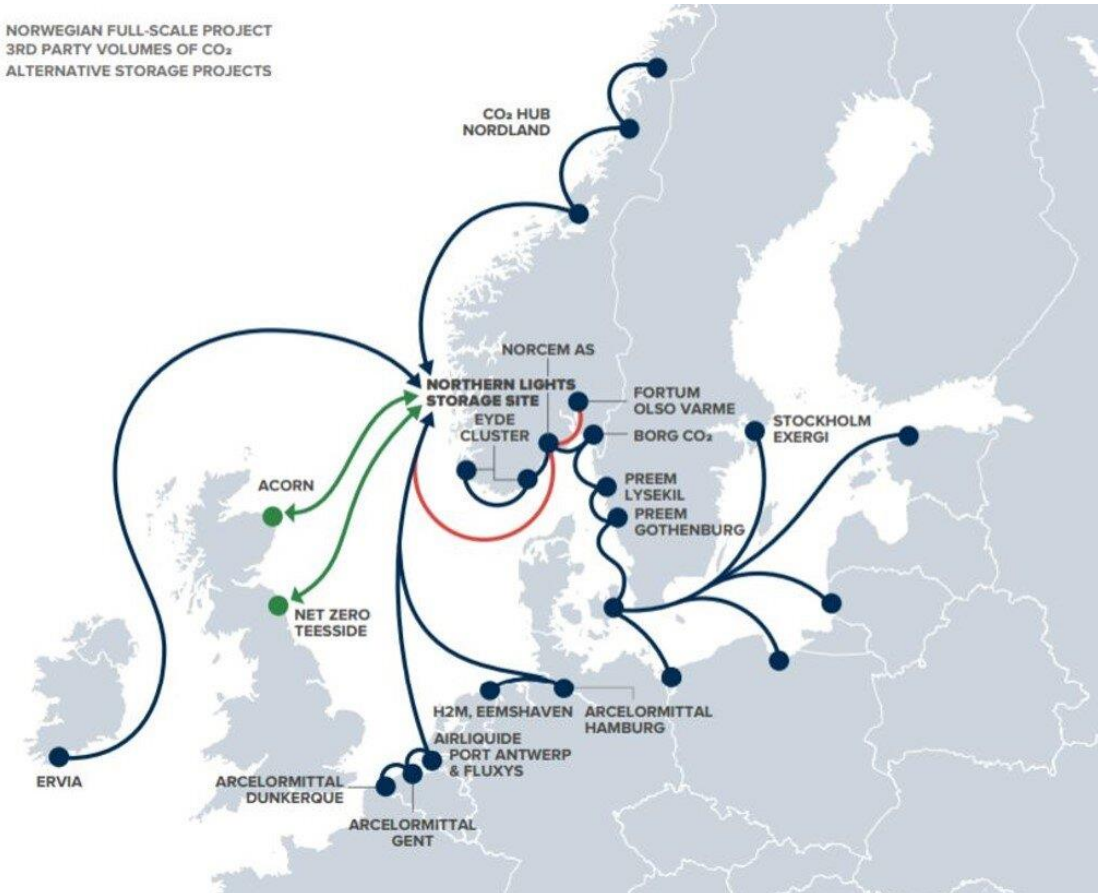 NORWEGIAN FULL-SCALE PROJECT
3RD PARTY VOLUMES OF CO₂
ALTERNATIVE STORAGE PROJECTS
CO₂ HUB
NORDLAND
NORCEM AS
NORTHERN LIGHTS
STORAGE SITE
EYDE
CLUSTER
FORTUM
OLSO VARME
BORG CO₂
STOCKHOLM
EXERGI
PREEM
LYSEKIL
PREEM
GOTHENBURG
ACORN
NET ZERO
TEESSIDE
H2M, EEMSHAVEN
ARCELORMITTAL
HAMBURG
AIRLIQUIDE
PORT ANTWERP
& FLUXYS
ERVIA
ARCELORMITTAL
DUNKERQUE
ARCELORMITTAL
GENT